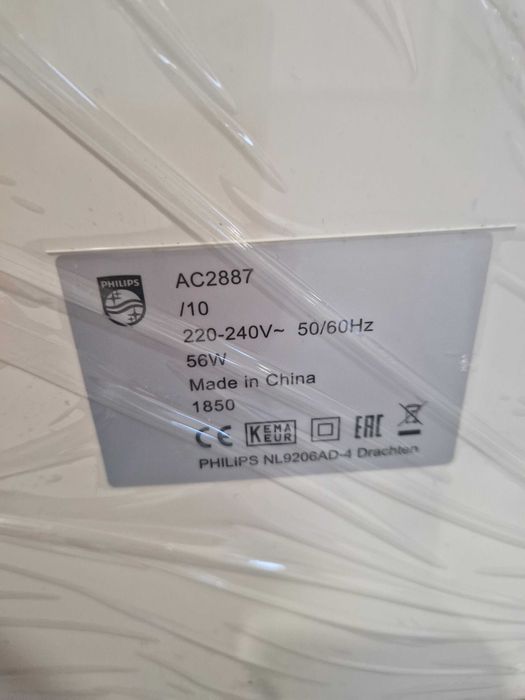 PHILIPS
AC2887
/10
220-240V~ 50/60Hz
56W
Made in China
1850
CE KEMA EUR EAC
PHILIPS NL9206AD-4 Drachten